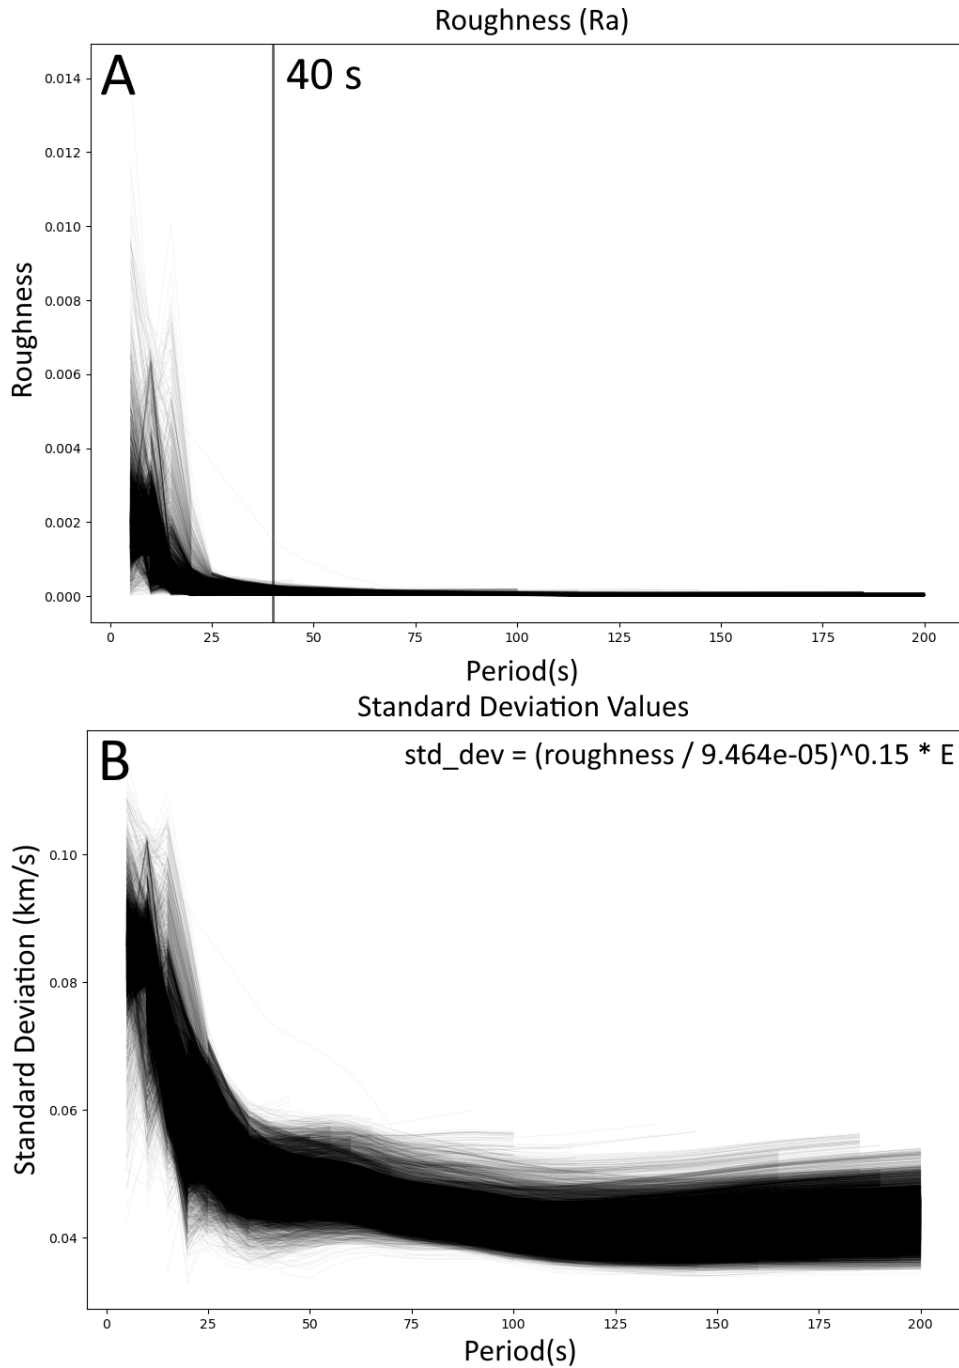 Roughness (Ra)
A
40 s
0.014
0.012
0.010
0.008
0.006
0.004
0.002
0.000
Roughness
0 25 50 75 100 125 150 175 200
Period(s)
Standard Deviation Values
B
std_dev = (roughness / 9.464e-05)^0.15 * E
0.10
0.08
0.06
0.04
Standard Deviation (km/s)
0 25 50 75 100 125 150 175 200
Period(s)